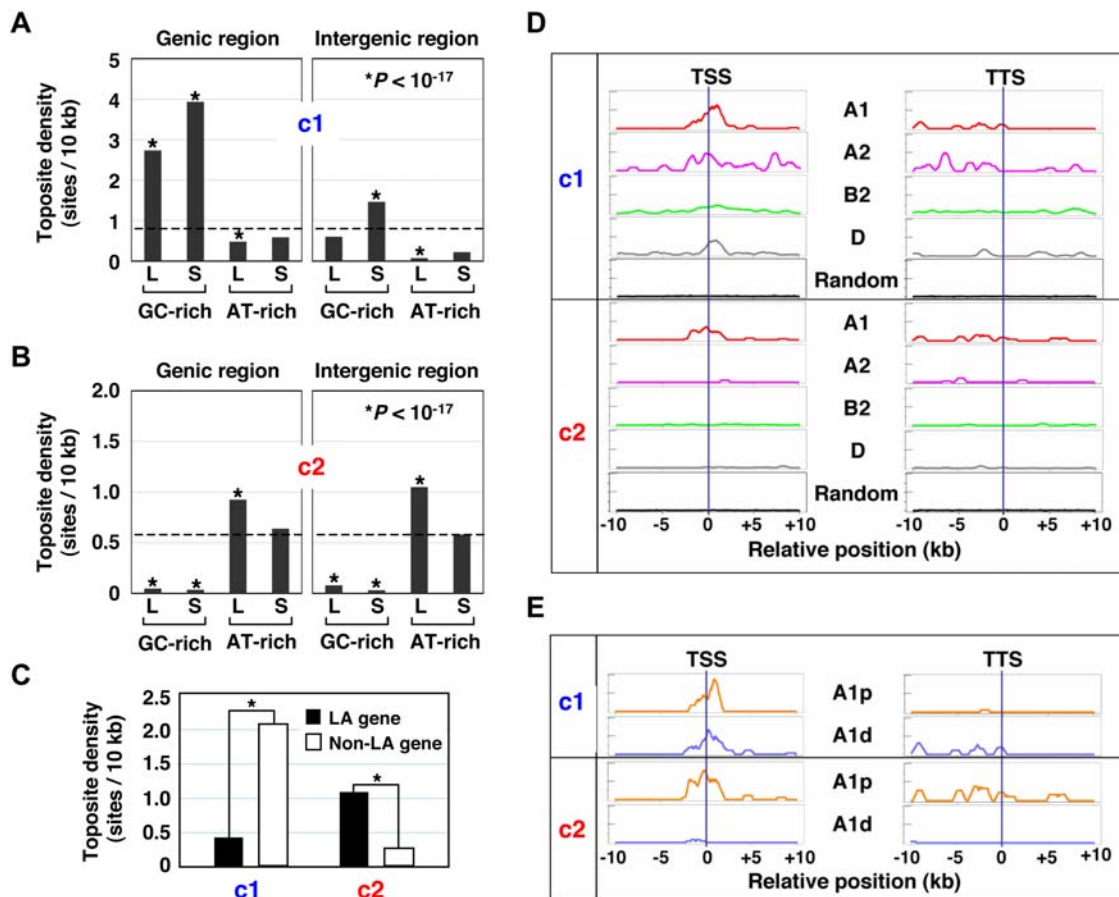 A
Genic region Intergenic region
Toposite density
(sites / 10 kb)
5
4
3
2
1
0
*P < 10-17
c1
* * * * *
L S L S L S L S
GC-rich AT-rich GC-rich AT-rich
B
Genic region Intergenic region
Toposite density
(sites / 10 kb)
2.0
1.5
1.0
0.5
0
*P < 10-17
c2
* * * * * *
L S L S L S L S
GC-rich AT-rich GC-rich AT-rich
C
Toposite density
(sites / 10 kb)
2.5
2.0
1.5
1.0
0.5
0
* *
LA gene
Non-LA gene
c1 c2
D
TSS TTS
c1
A1
A2
B2
D
Random
c2
A1
A2
B2
D
Random
-10 -5 0 +5 +10 -10 -5 0 +5 +10
Relative position (kb)
E
TSS TTS
c1
A1p
A1d
c2
A1p
A1d
-10 -5 0 +5 +10 -10 -5 0 +5 +10
Relative position (kb)